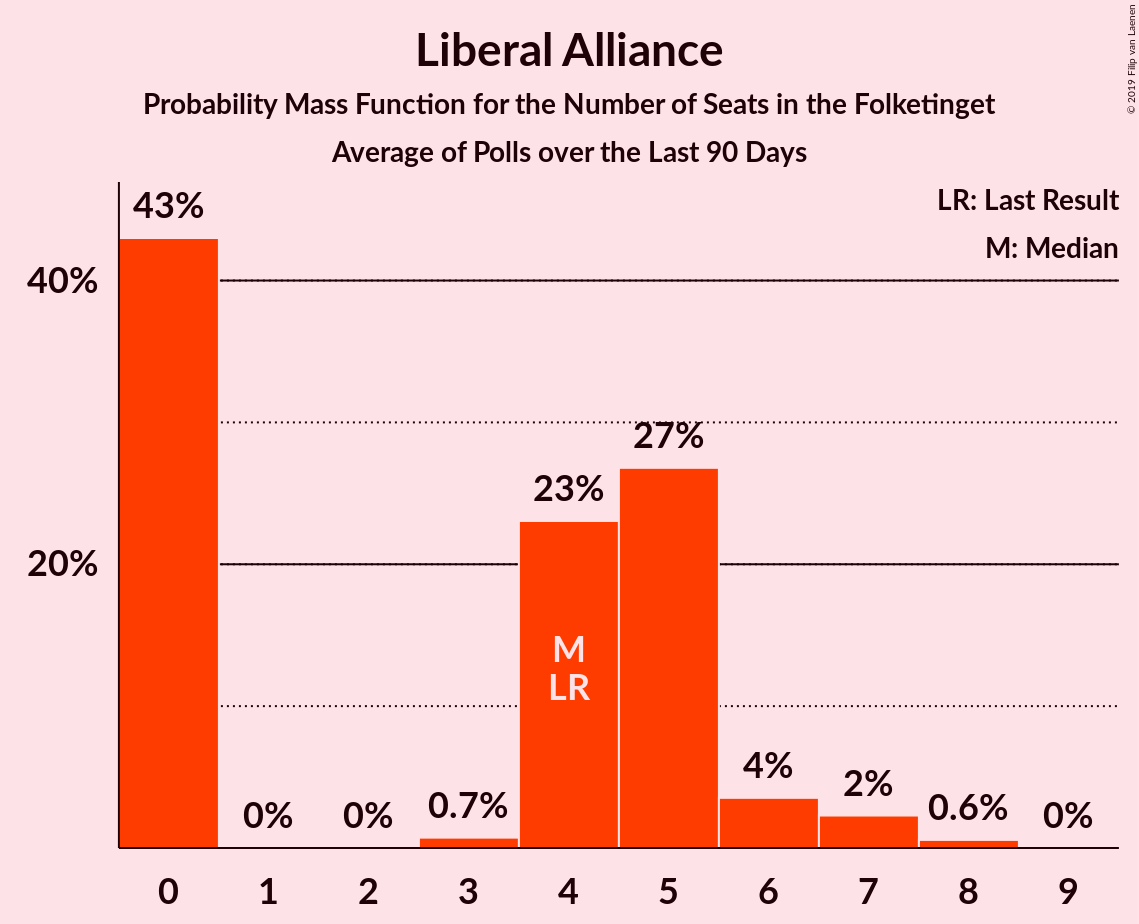 Liberal Alliance
Probability Mass Function for the Number of Seats in the Folketinget
Average of Polls over the Last 90 Days
© 2019 Filip van Laenen
LR: Last Result
M: Median
43%
40%
27%
23%
20%
M
LR
4%
2%
0.7%
0.6%
0%
0%
0%
0 1 2 3 4 5 6 7 8 9